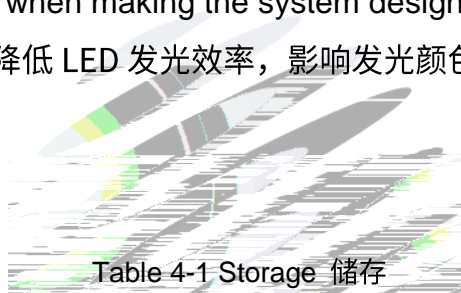 when making the system design
降低 LED 发光效率，影响发光颜色
Table 4-1 Storage 储存